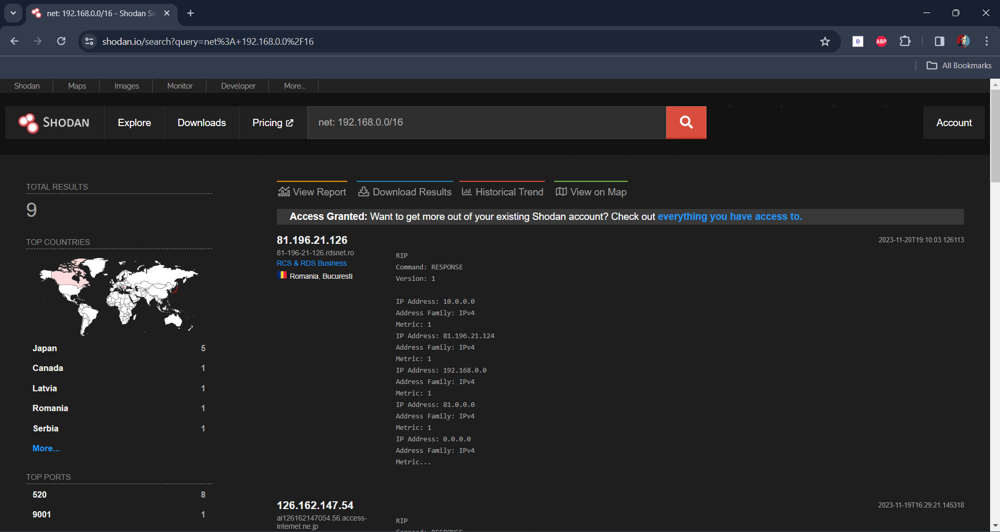 net: 192.168.0.0/16 - Shodan Se
shodan.io/search?query=net%3A+192.168.0.0%2F16
B
ABP
All Bookmarks
Shodan
Maps
Images
Monitor
Developer
More...
SHODAN
Explore
Downloads
Pricing
net: 192.168.0.0/16
Account
TOTAL RESULTS
9
TOP COUNTRIES
Japan 5
Canada 1
Latvia 1
Romania 1
Serbia 1
More...
TOP PORTS
520 8
9001 1
View Report
Download Results
Historical Trend
View on Map
Access Granted: Want to get more out of your existing Shodan account? Check out everything you have access to.
81.196.21.126
81-196-21-126.rdsnet.ro
RCS & RDS Business
Romania, Bucuresti
2023-11-20T19:10:03.126113
RIP
Command: RESPONSE
Version: 1
IP Address: 10.0.0.0
Address Family: IPv4
Metric: 1
IP Address: 81.196.21.124
Address Family: IPv4
Metric: 1
IP Address: 192.168.0.0
Address Family: IPv4
Metric: 1
IP Address: 81.0.0.0
Address Family: IPv4
Metric: 1
IP Address: 0.0.0.0
Address Family: IPv4
Metric...
126.162.147.54
ai126162147054.56.access-
internet.ne.jp
2023-11-19T16:29:21.145318
RIP
Command: RESPONSE